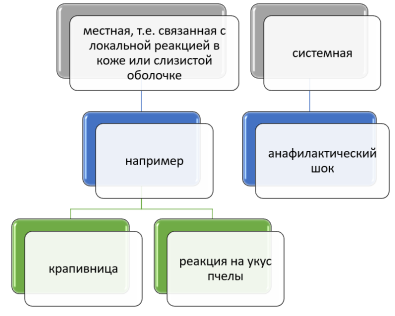 местная, т.е. связанная с
локальной реакцией в
коже или слизистой
оболочке
системная
например
анафилактический
шок
крапивница
реакция на укус
пчелы